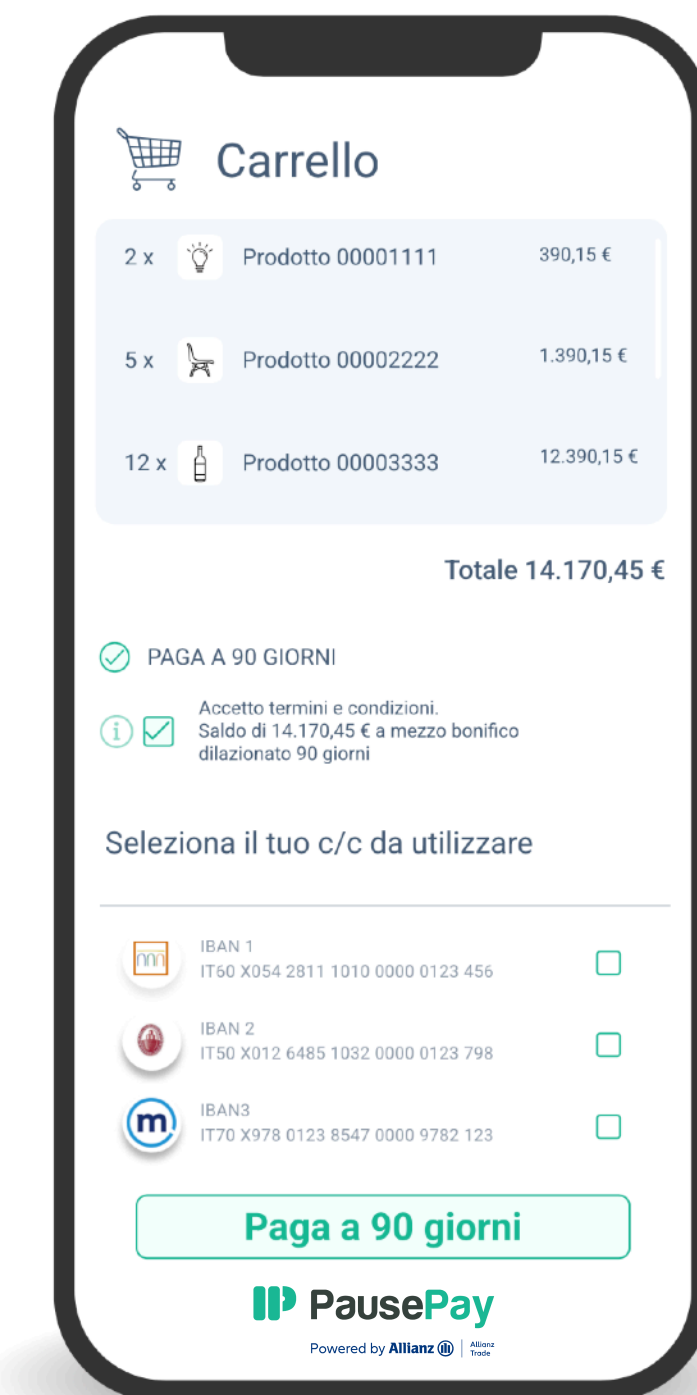 Carrello
2 x Prodotto 00001111 390,15 €
5 x Prodotto 00002222 1.390,15 €
12 x Prodotto 00003333 12.390,15 €
Totale 14.170,45 €
PAGA A 90 GIORNI
i
Accetto termini e condizioni.
Saldo di 14.170,45 € a mezzo bonifico
dilazionato 90 giorni
Seleziona il tuo c/c da utilizzare
IBAN 1
IT60 X054 2811 1010 0000 0123 456
IBAN 2
IT50 X012 6485 1032 0000 0123 798
m
IBAN3
IT70 X978 0123 8547 0000 9782 123
Paga a 90 giorni
PausePay
Powered by Allianz | Allianz
Trade